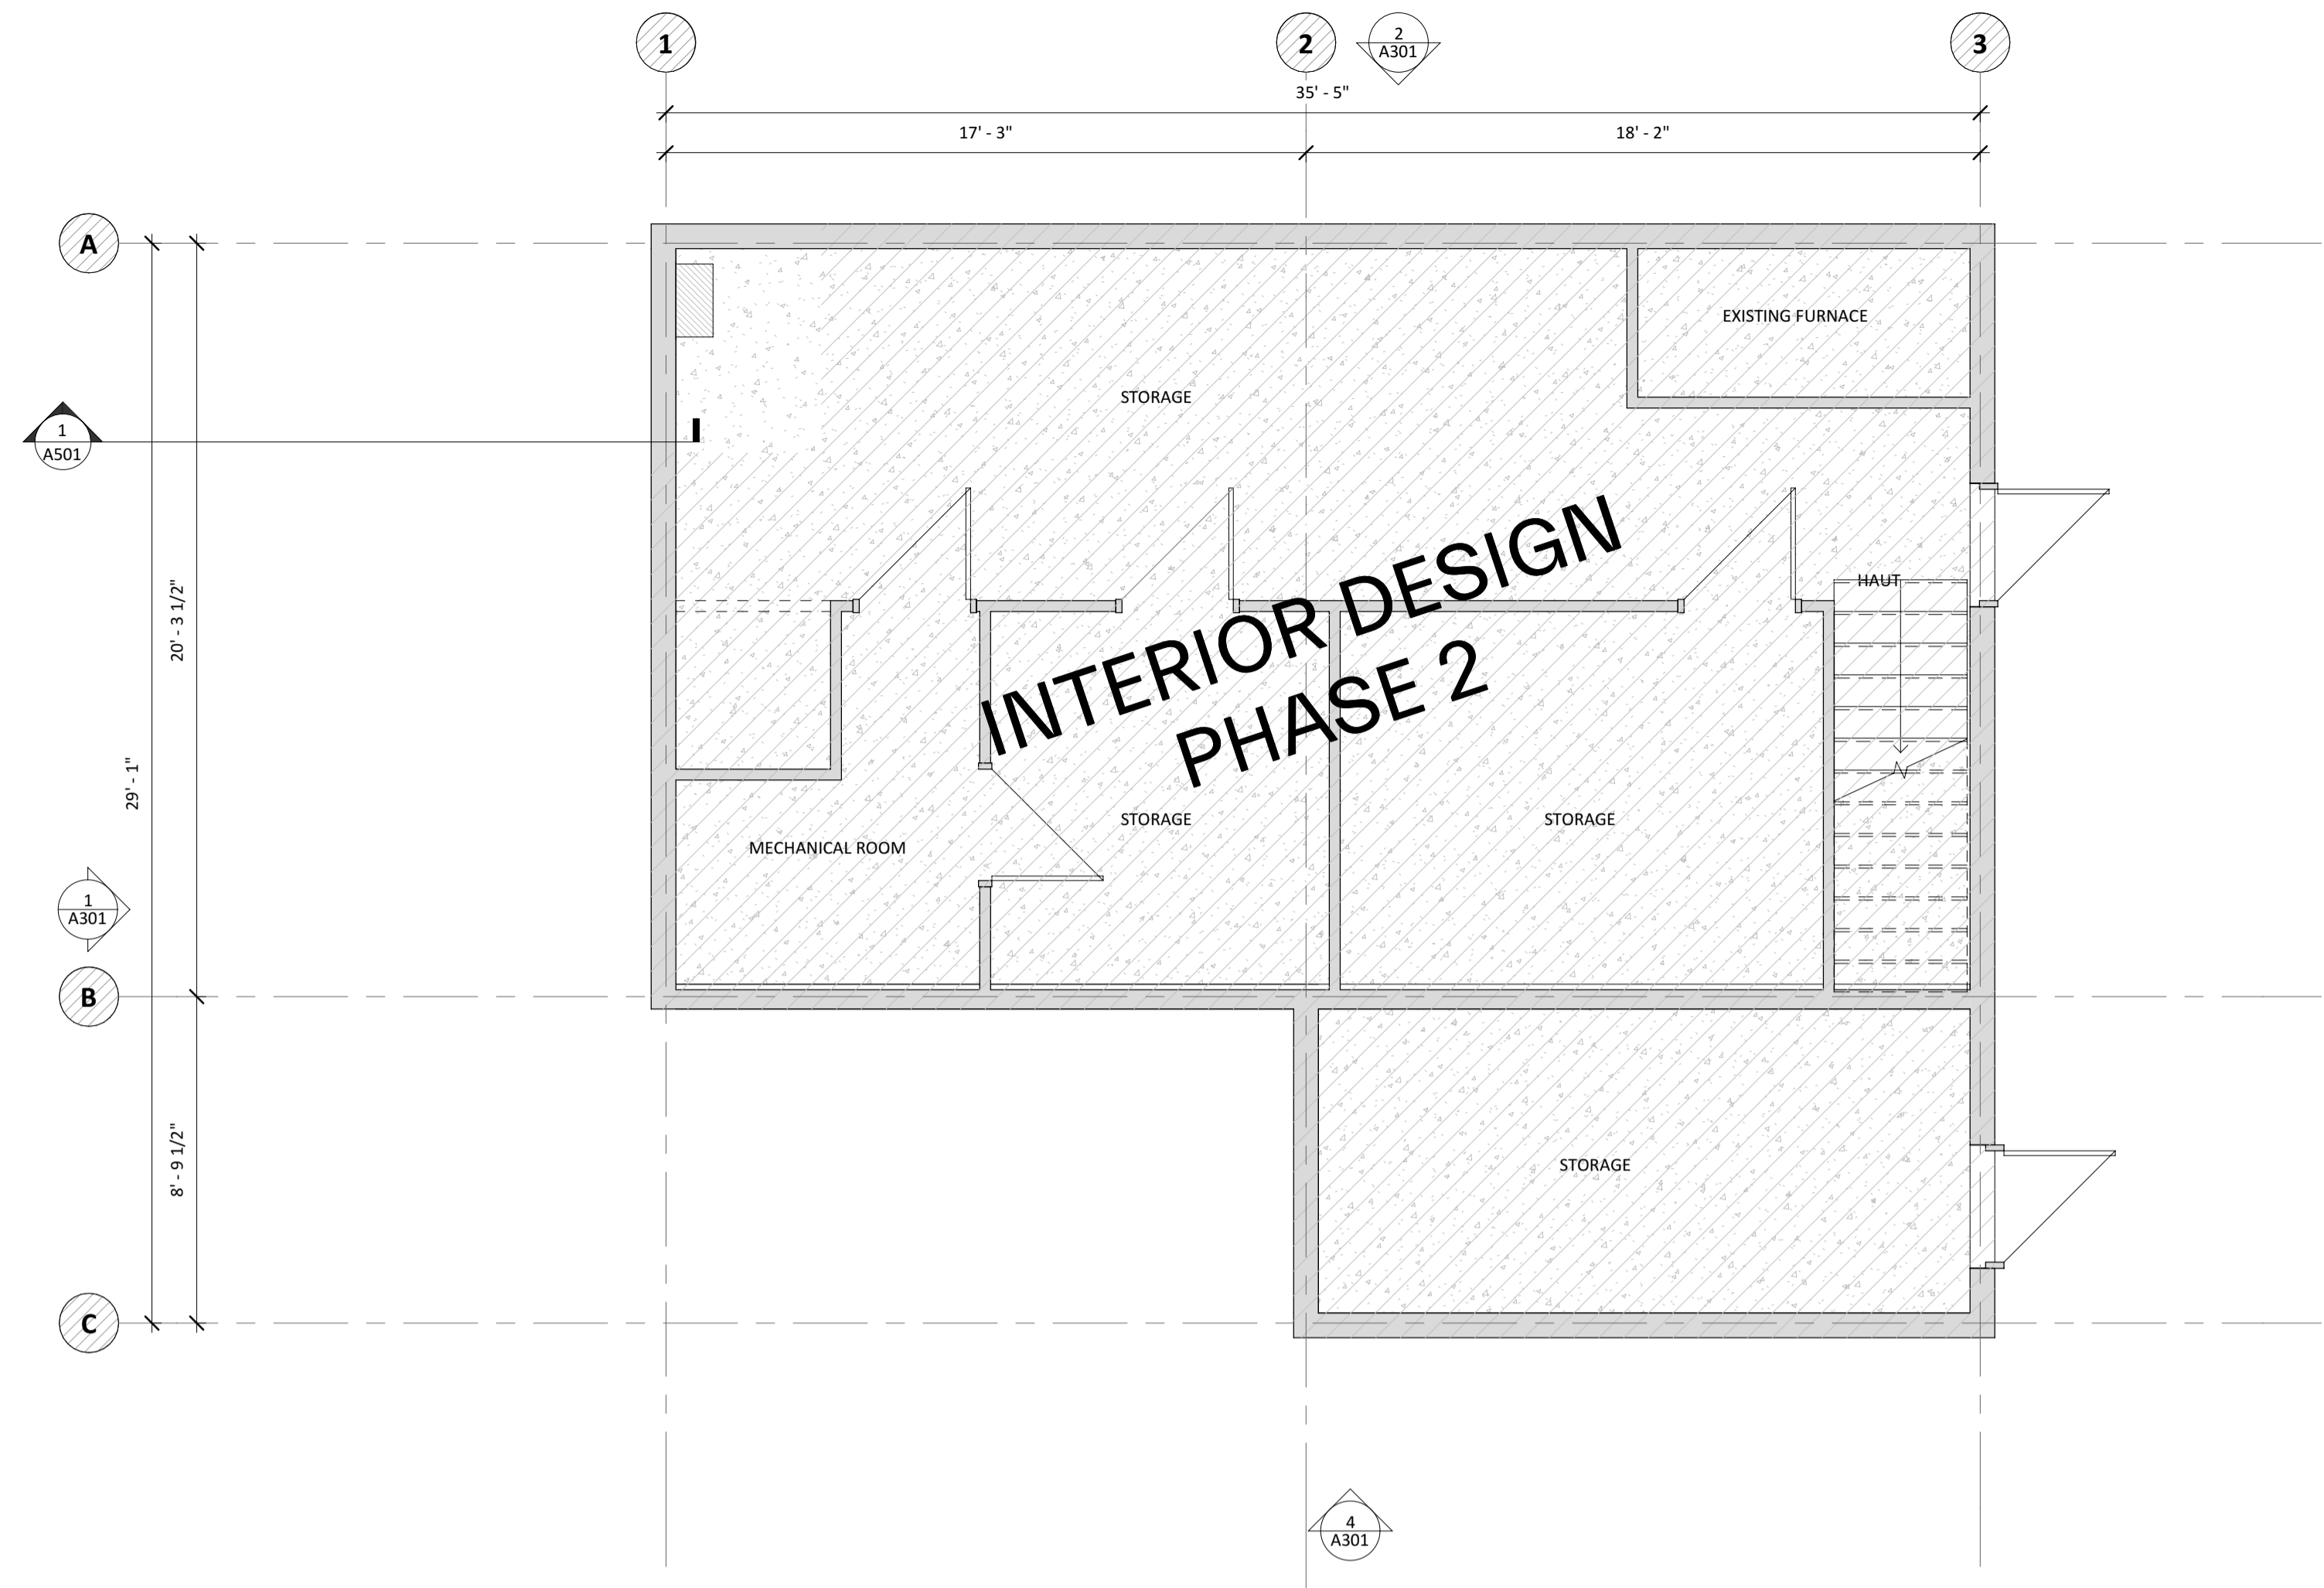 1
2
2
A301
3
35' - 5"
17' - 3"
18' - 2"
A
EXISTING FURNACE
STORAGE
1
A501
20' - 3 1/2"
HAUT
INTERIOR DESIGN
PHASE 2
29' - 1"
STORAGE
STORAGE
MECHANICAL ROOM
1
A301
B
8' - 9 1/2"
STORAGE
C
4
A301